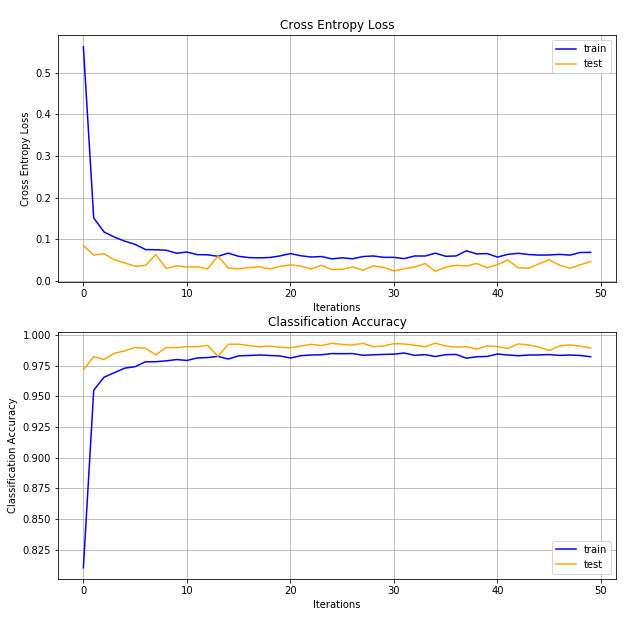 Cross Entropy Loss
train
test
0.5
0.4
0.3
0.2
0.1
0.0
Cross Entropy Loss
0 10 20 30 40 50
Iterations
Classification Accuracy
1.000
0.975
0.950
0.925
0.900
0.875
0.850
0.825
Classification Accuracy
train
test
0 10 20 30 40 50
Iterations